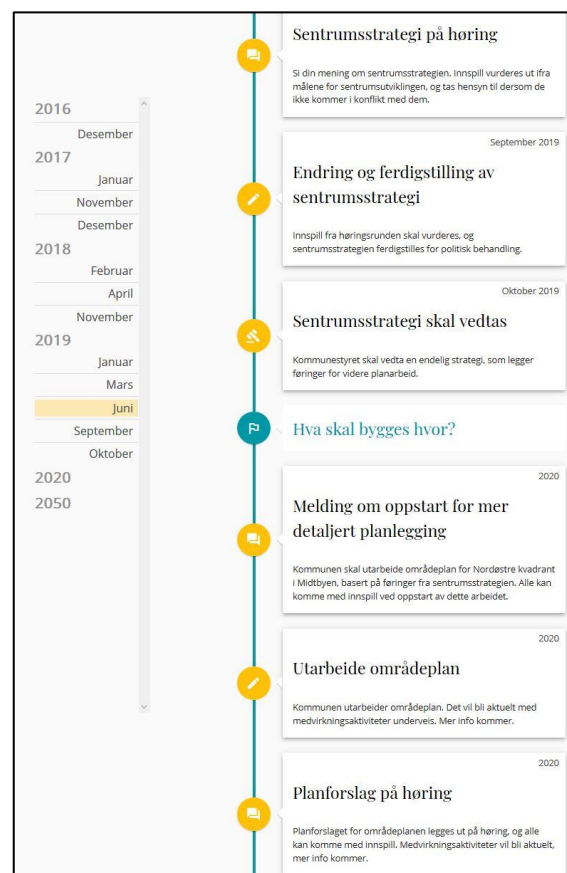 2016
Desember
2017
Januar
November
Desember
2018
Februar
April
November
2019
Januar
Mars
Juni
September
Oktober
2020
2050
Sentrumsstrategi på høring
Si din mening om sentrumsstrategien. Innspill vurderes ut ifra
målene for sentrumsutviklingen, og tas hensyn til dersom de
ikke kommer i konflikt med dem.
September 2019
Endring og ferdigstilling av
sentrumsstrategi
Innspill fra høringsrunden skal vurderes, og
sentrumsstrategien ferdigstilles for politisk behandling.
Oktober 2019
Sentrumsstrategi skal vedtas
Kommunestyret skal vedta en endelig strategi, som legger
føringer for videre planarbeid.
Hva skal bygges hvor?
2020
Melding om oppstart for mer
detaljert planlegging
Kommunen skal utarbeide områdeplan for Nordøstre kvadrant
i Midtbyen, basert på føringer fra sentrumsstrategien. Alle kan
komme med innspill ved oppstart av dette arbeidet.
2020
Utarbeide områdeplan
Kommunen utarbeider områdeplan. Det vil bli aktuelt med
medvirkningsaktiviteter underveis. Mer info kommer.
2020
Planforslag på høring
Planforslaget for områdeplanen legges ut på høring, og alle
kan komme med innspill. Medvirkningsaktiviteter vil bli aktuelt,
mer info kommer.